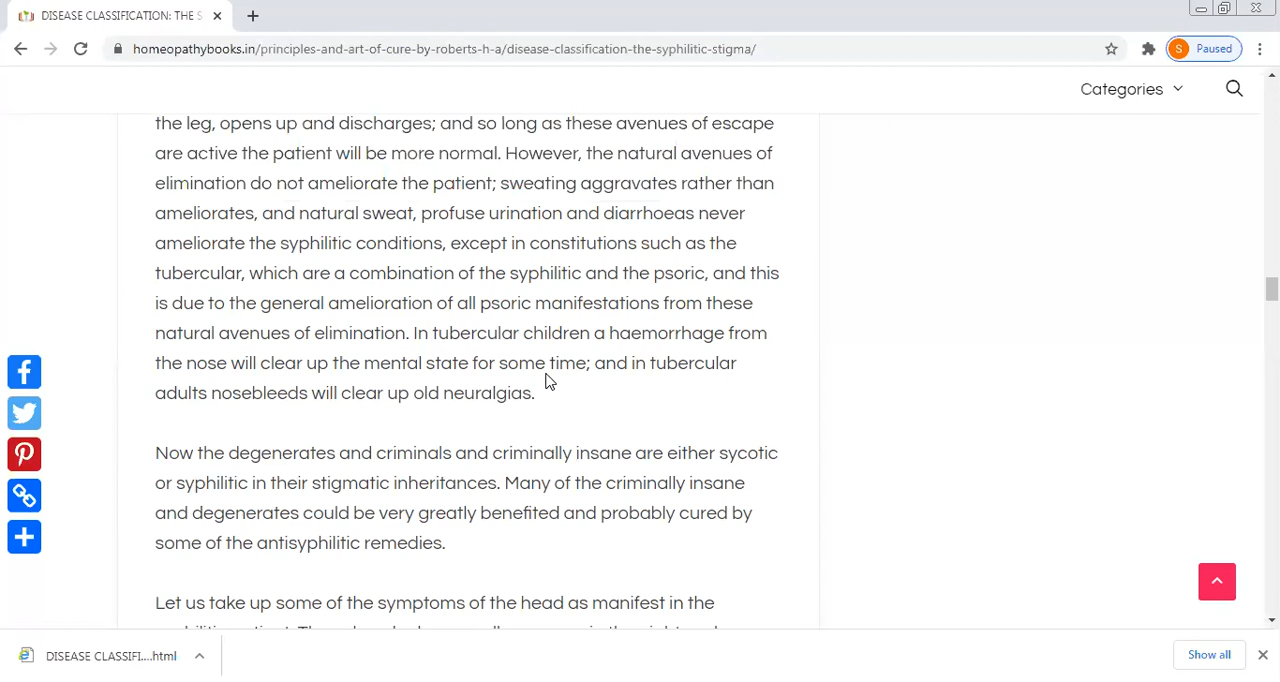 DISEASE CLASSIFICATION: THE S
homeopathybooks.in/principles-and-art-of-cure-by-roberts-h-a/disease-classification-the-syphilitic-stigma/
S Paused
Categories
the leg, opens up and discharges; and so long as these avenues of escape
are active the patient will be more normal. However, the natural avenues of
elimination do not ameliorate the patient; sweating aggravates rather than
ameliorates, and natural sweat, profuse urination and diarrhoeas never
ameliorate the syphilitic conditions, except in constitutions such as the
tubercular, which are a combination of the syphilitic and the psoric, and this
is due to the general amelioration of all psoric manifestations from these
natural avenues of elimination. In tubercular children a haemorrhage from
the nose will clear up the mental state for some time; and in tubercular
adults nosebleeds will clear up old neuralgias.
Now the degenerates and criminals and criminally insane are either sycotic
or syphilitic in their stigmatic inheritances. Many of the criminally insane
and degenerates could be very greatly benefited and probably cured by
some of the antisyphilitic remedies.
Let us take up some of the symptoms of the head as manifest in the
DISEASE CLASSIFI....html
Show all